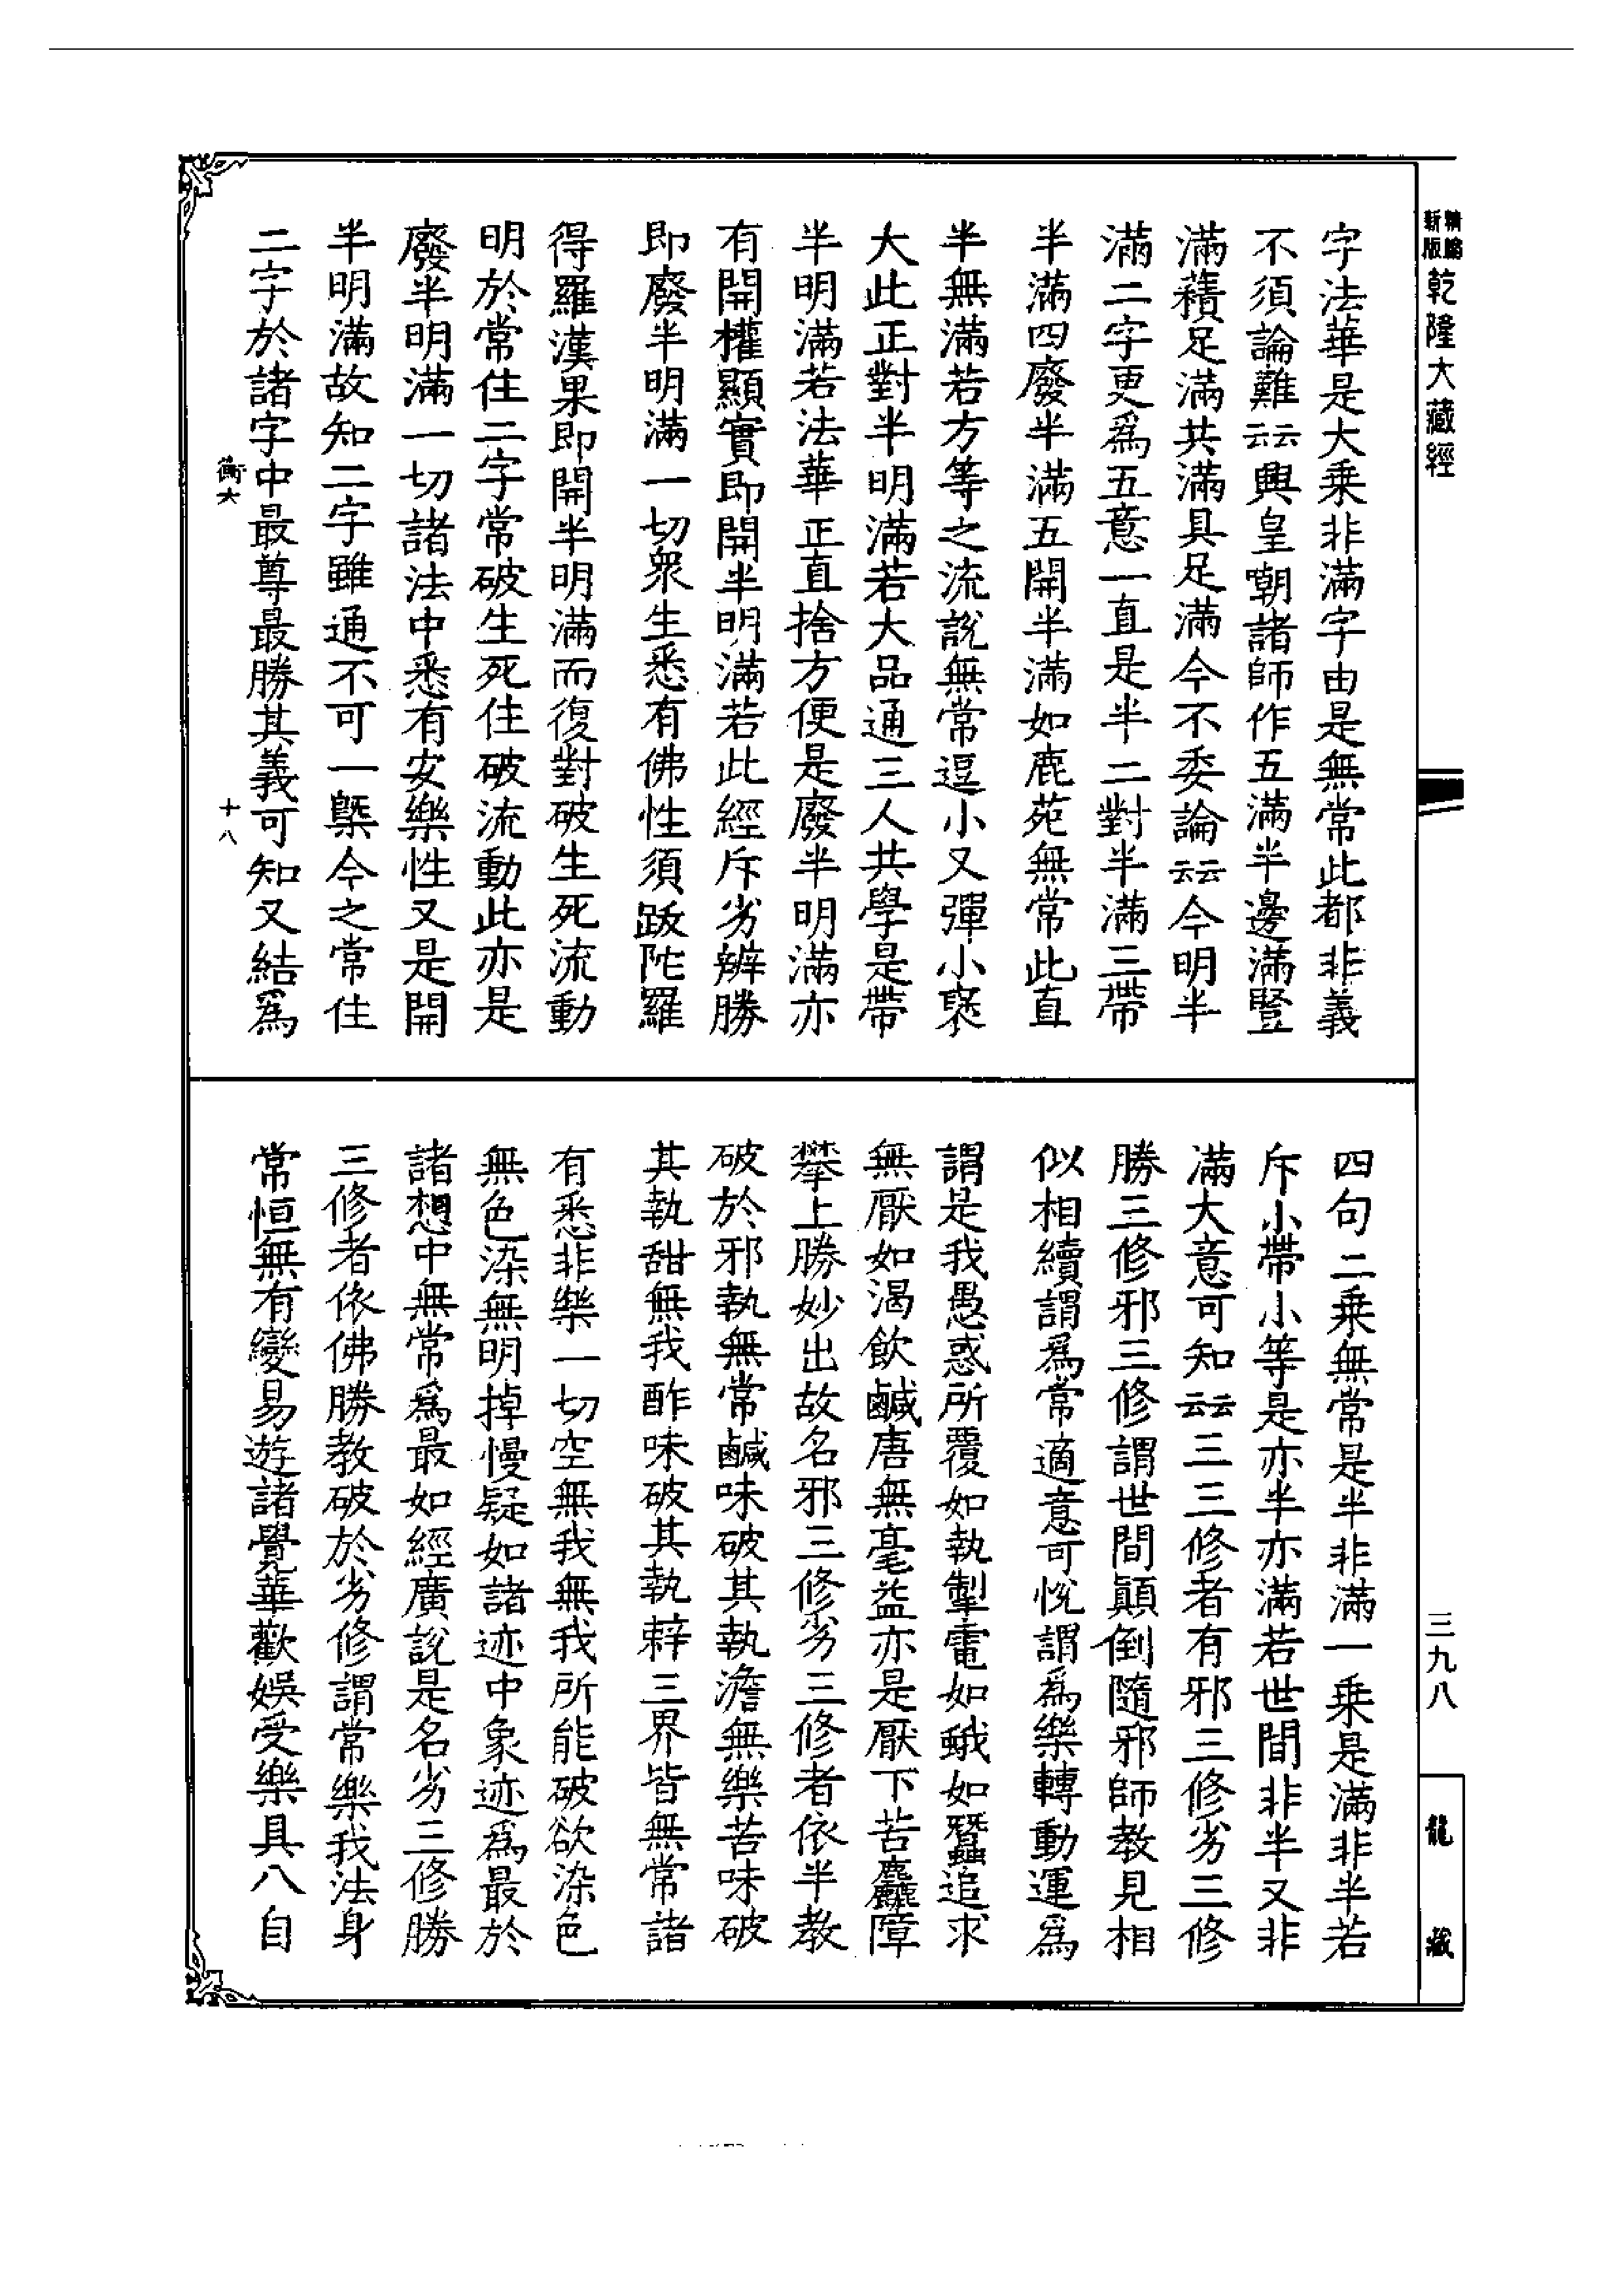 精縮新版乾隆大藏經
三九八
龍藏
字法華是大乘非滿字由是無常此都非義
不須論難云云興皇嘲諸師作五滿半邊滿豎
滿積足滿共滿具足滿今不委論云云今明半
滿二字更爲五意一直是半二對半滿三帶
半滿四廢半滿五開半滿如鹿苑無常此直
半無滿若方等之流說無常逗小又彈小襃
大此正對半明滿若大品通三人共學是帶
半明滿若法華正直捨方便是廢半明滿亦
有開權顯實即開半明滿若此經斥劣辨勝
即廢半明滿一切眾生悉有佛性須跋陀羅
得羅漢果即開半明滿而復對破生死流動
明於常住二字常破生死住破流動此亦是
廢半明滿一切諸法中悉有安樂性又是開
半明滿故知二字雖通不可一槩今之常住
二字於諸字中最尊最勝其義可知又結爲
衡六
十八
四句二乘無常是半非滿一乘是滿非半若
斥小帶小等是亦半亦滿若世間非半又非
滿大意可知云云三三修者有邪三修劣三修
勝三修邪三修謂世間顛倒隨邪師教見相
似相續謂爲常適意可悅謂爲樂轉動運爲
謂是我愚惑所覆如執掣電如蛾如蠶追求
無厭如渴飲鹹唐無毫益亦是厭下苦麤障
攀上勝妙出故名邪三修劣三修者依半教
破於邪執無常鹹味破其執澹無樂苦味破
其執甜無我酢味破其執辢三界皆無常諸
有悉非樂一切空無我無我所能破欲染色
無色染無明掉慢疑如諸迹中象迹爲最於
諸想中無常爲最如經廣說是名劣三修勝
三修者依佛勝教破於劣修謂常樂我法身
常恒無有變易遊諸覺華歡娛受樂具八自